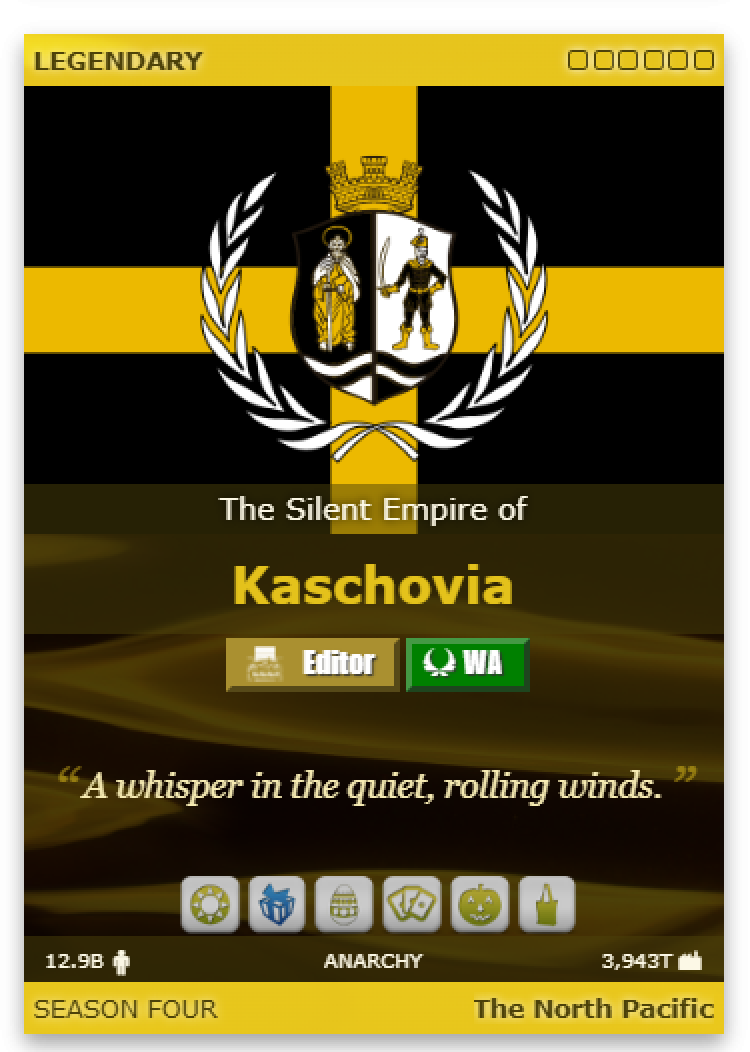 LEGENDARY
The Silent Empire of
Kaschovia
Editor WA
“A whisper in the quiet, rolling winds.”
12.9B ANARCHY 3,943T
SEASON FOUR The North Pacific